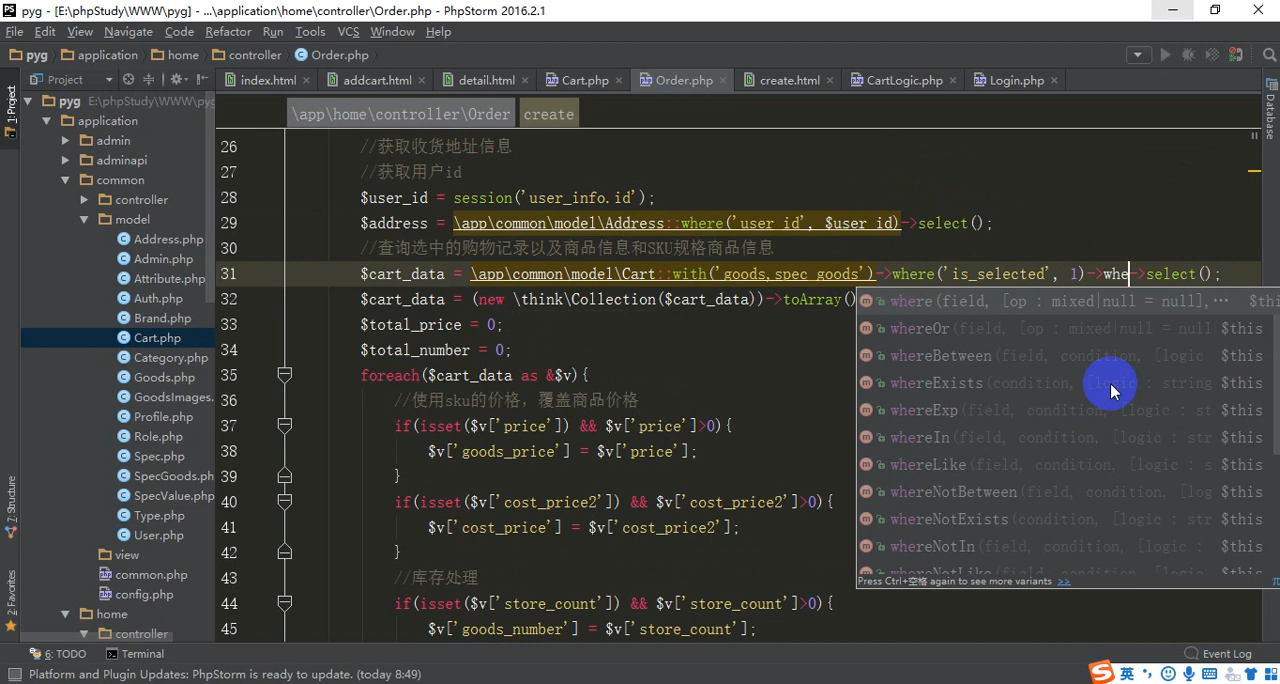 pyg - [E:\phpStudy\WWW\pyg] - ...\application\home\controller\Order.php - PhpStorm 2016.2.1
File Edit View Navigate Code Refactor Run Tools VCS Window Help
pyg application home controller Order.php
Project index.html addcart.html detail.html Cart.php Order.php create.html CartLogic.php Login.php
1: Project
Database
pyg E:\phpStudy\WWW\pyg
application
admin
adminapi
common
controller
model
Address.php
Admin.php
Attribute.php
Auth.php
Brand.php
Cart.php
Category.php
Goods.php
GoodsImages.
Profile.php
Role.php
Spec.php
SpecGoods.ph
SpecValue.php
Type.php
User.php
view
common.php
config.php
home
controller
7: Structure
2: Favorites
\app\home\controller\Order create
26 //获取收货地址信息
27 //获取用户id
28 $user_id = session('user_info.id');
29 $address = \app\common\model\Address::where('user_id', $user_id)->select();
30 //查询选中的购物记录以及商品信息和SKU规格商品信息
31 $cart_data = \app\common\model\Cart::with('goods,spec_goods')->where('is_selected', 1)->whe->select();
32 $cart_data = (new \think\Collection($cart_data))->toArray()
33 $total_price = 0;
34 $total_number = 0;
35 foreach($cart_data as &$v){
36 //使用sku的价格，覆盖商品价格
37 if(isset($v['price']) && $v['price']>0){
38 $v['goods_price'] = $v['price'];
39 }
40 if(isset($v['cost_price2']) && $v['cost_price2']>0){
41 $v['cost_price'] = $v['cost_price2'];
42 }
43 //库存处理
44 if(isset($v['store_count']) && $v['store_count']>0){
45 $v['goods_number'] = $v['store_count'];
where(field, [op : mixed|null = null],... $thi
whereOr(field, [op : mixed|null = null $this
whereBetween(field, condition, [logic $this
whereExists(condition, [logic : string $this
whereExp(field, condition, [logic : st $this
whereIn(field, condition, [logic : str $this
whereLike(field, condition, [logic : s $this
whereNotBetween(field, condition, [log $this
whereNotExists(condition, [logic : str $this
whereNotIn(field, condition, [logic : $this
whereNotLike(field, condition, [logic $this
Press Ctrl+空格 again to see more variants >>
6: TODO Terminal Event Log
Platform and Plugin Updates: PhpStorm is ready to update. (today 8:49)
英